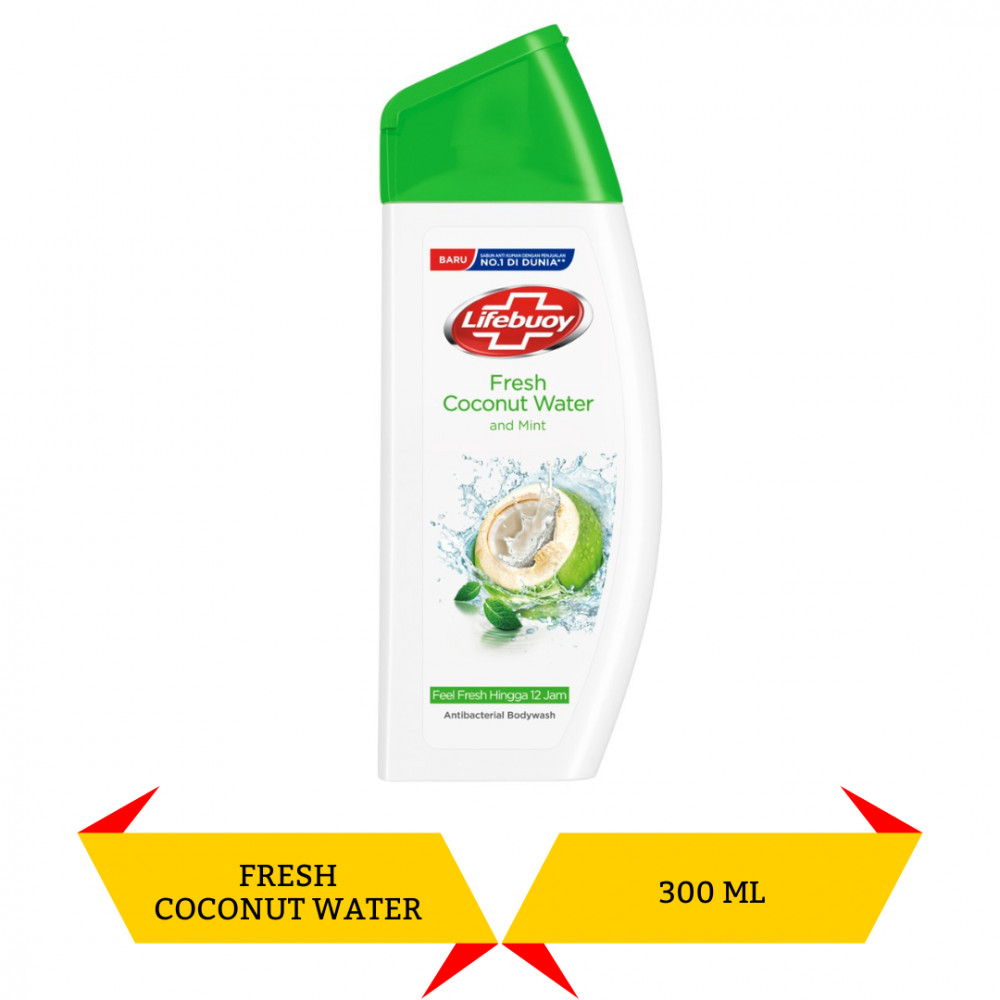 BARU
SABUN ANTI KUMAN DENGAN PENJUALAN
NO.1 DI DUNIA**
Lifebuoy
Fresh
Coconut Water
and Mint
Feel Fresh Hingga 12 Jam
Antibacterial Bodywash
FRESH
COCONUT WATER
300 ML